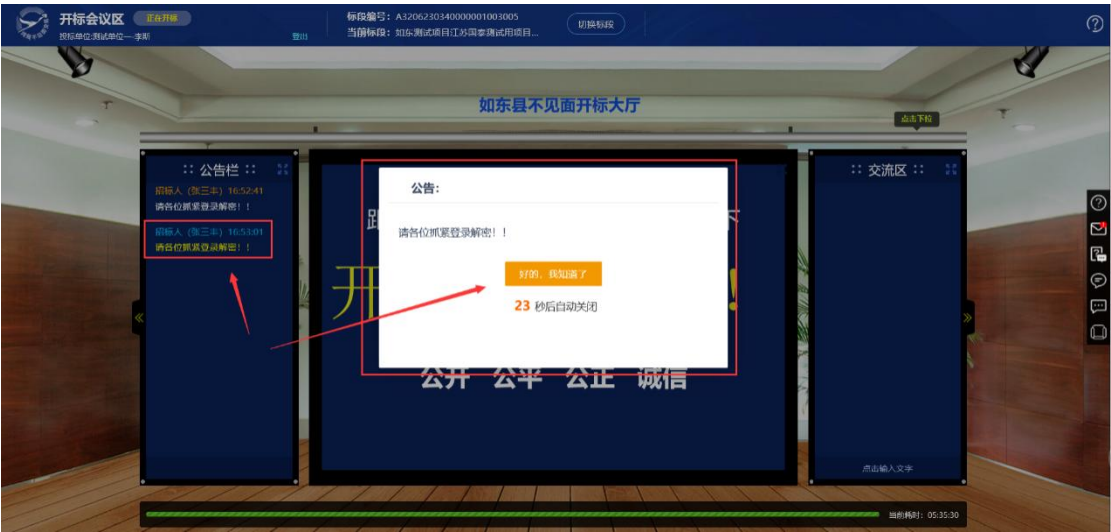 开标会议区 正在开标
投标单位:测试单位一-李斯 登出
标段编号: A3206230340000001003005
当前标段: 如东测试项目江苏国泰测试用项目...
切换标段
如东县不见面开标大厅
点击下拉
公告栏
招标人 (张三丰) 16:52:41
请各位抓紧登录解密！！
招标人 (张三丰) 16:53:01
请各位抓紧登录解密！！
公告:
请各位抓紧登录解密！！
好的，我知道了
23 秒后自动关闭
距
下
开
!
公开 公平 公正 诚信
交流区
点击输入文字
当前耗时: 05:35:30